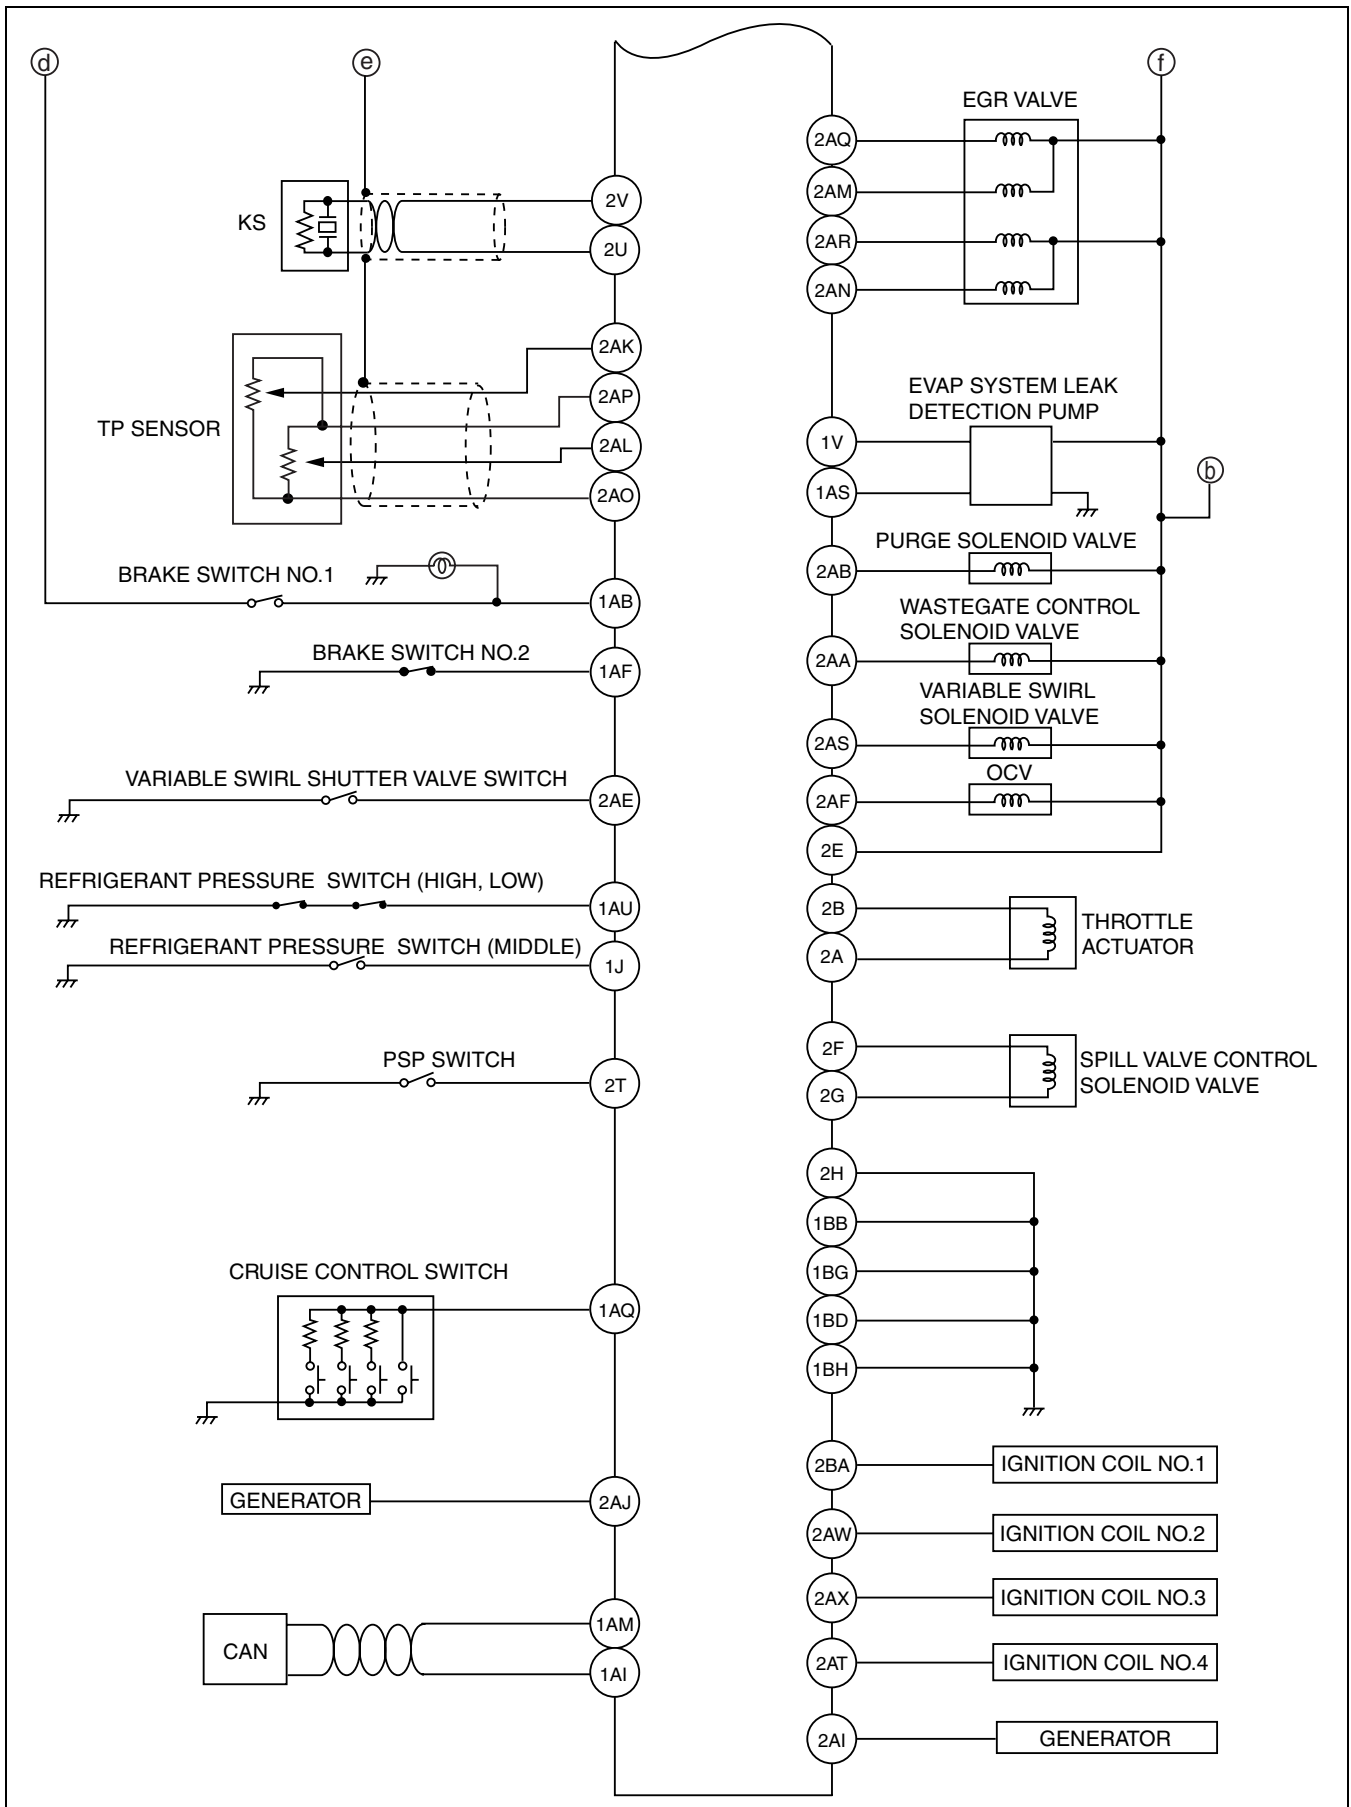 d
e
f
EGR VALVE
2AQ
2AM
2AR
2AN
KS
2V
2U
TP SENSOR
2AK
2AP
2AL
2AO
EVAP SYSTEM LEAK
DETECTION PUMP
1V
1AS
b
PURGE SOLENOID VALVE
2AB
BRAKE SWITCH NO.1
1AB
WASTEGATE CONTROL
SOLENOID VALVE
2AA
BRAKE SWITCH NO.2
1AF
VARIABLE SWIRL
SOLENOID VALVE
2AS
VARIABLE SWIRL SHUTTER VALVE SWITCH
2AE
OCV
2AF
2E
REFRIGERANT PRESSURE SWITCH (HIGH, LOW)
1AU
REFRIGERANT PRESSURE SWITCH (MIDDLE)
1J
2B
2A
THROTTLE
ACTUATOR
PSP SWITCH
2T
2F
2G
SPILL VALVE CONTROL
SOLENOID VALVE
2H
1BB
1BG
1BD
1BH
CRUISE CONTROL SWITCH
1AQ
2BA
IGNITION COIL NO.1
GENERATOR
2AJ
2AW
IGNITION COIL NO.2
2AX
IGNITION COIL NO.3
CAN
1AM
1AI
2AT
IGNITION COIL NO.4
2AI
GENERATOR